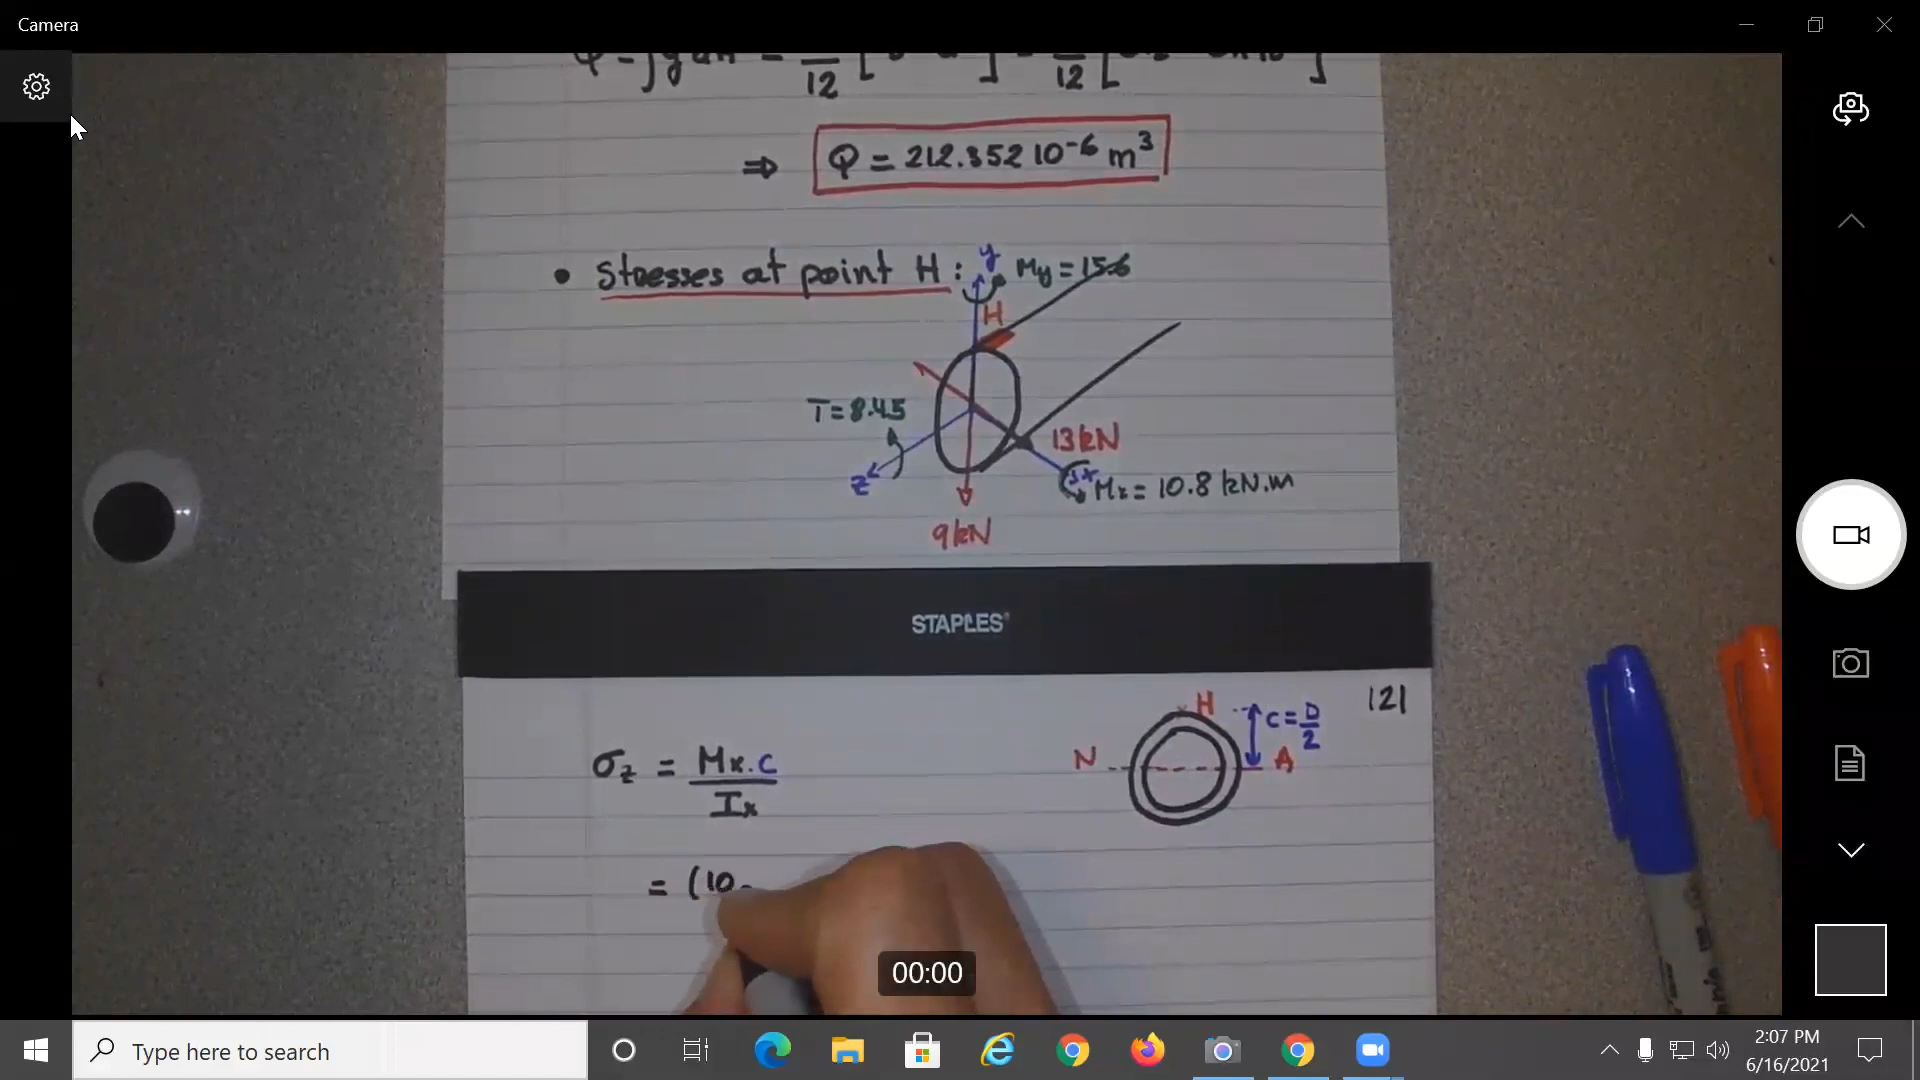 Camera
12
12
⇒ Q = 212.352 10⁻⁶ m³
• Stresses at point H :
y
My = 15.6
H
T = 8.45
13 kN
z
x
Mx = 10.8 kN.m
9 kN
STAPLES
121
H
C = D/2
N
A
σz = Mx.c / Ix
= (10
00:00
Type here to search
2:07 PM
6/16/2021